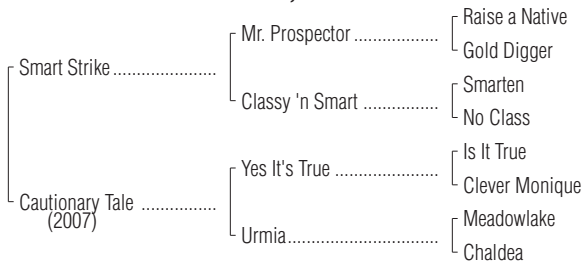 Raise a Native
Mr. Prospector ..................
Gold Digger
Smart Strike ......................
Smarten
Classy 'n Smart ................
No Class
Is It True
Yes It's True .....................
Clever Monique
Cautionary Tale ................
(2007)
Meadowlake
Urmia................................
Chaldea